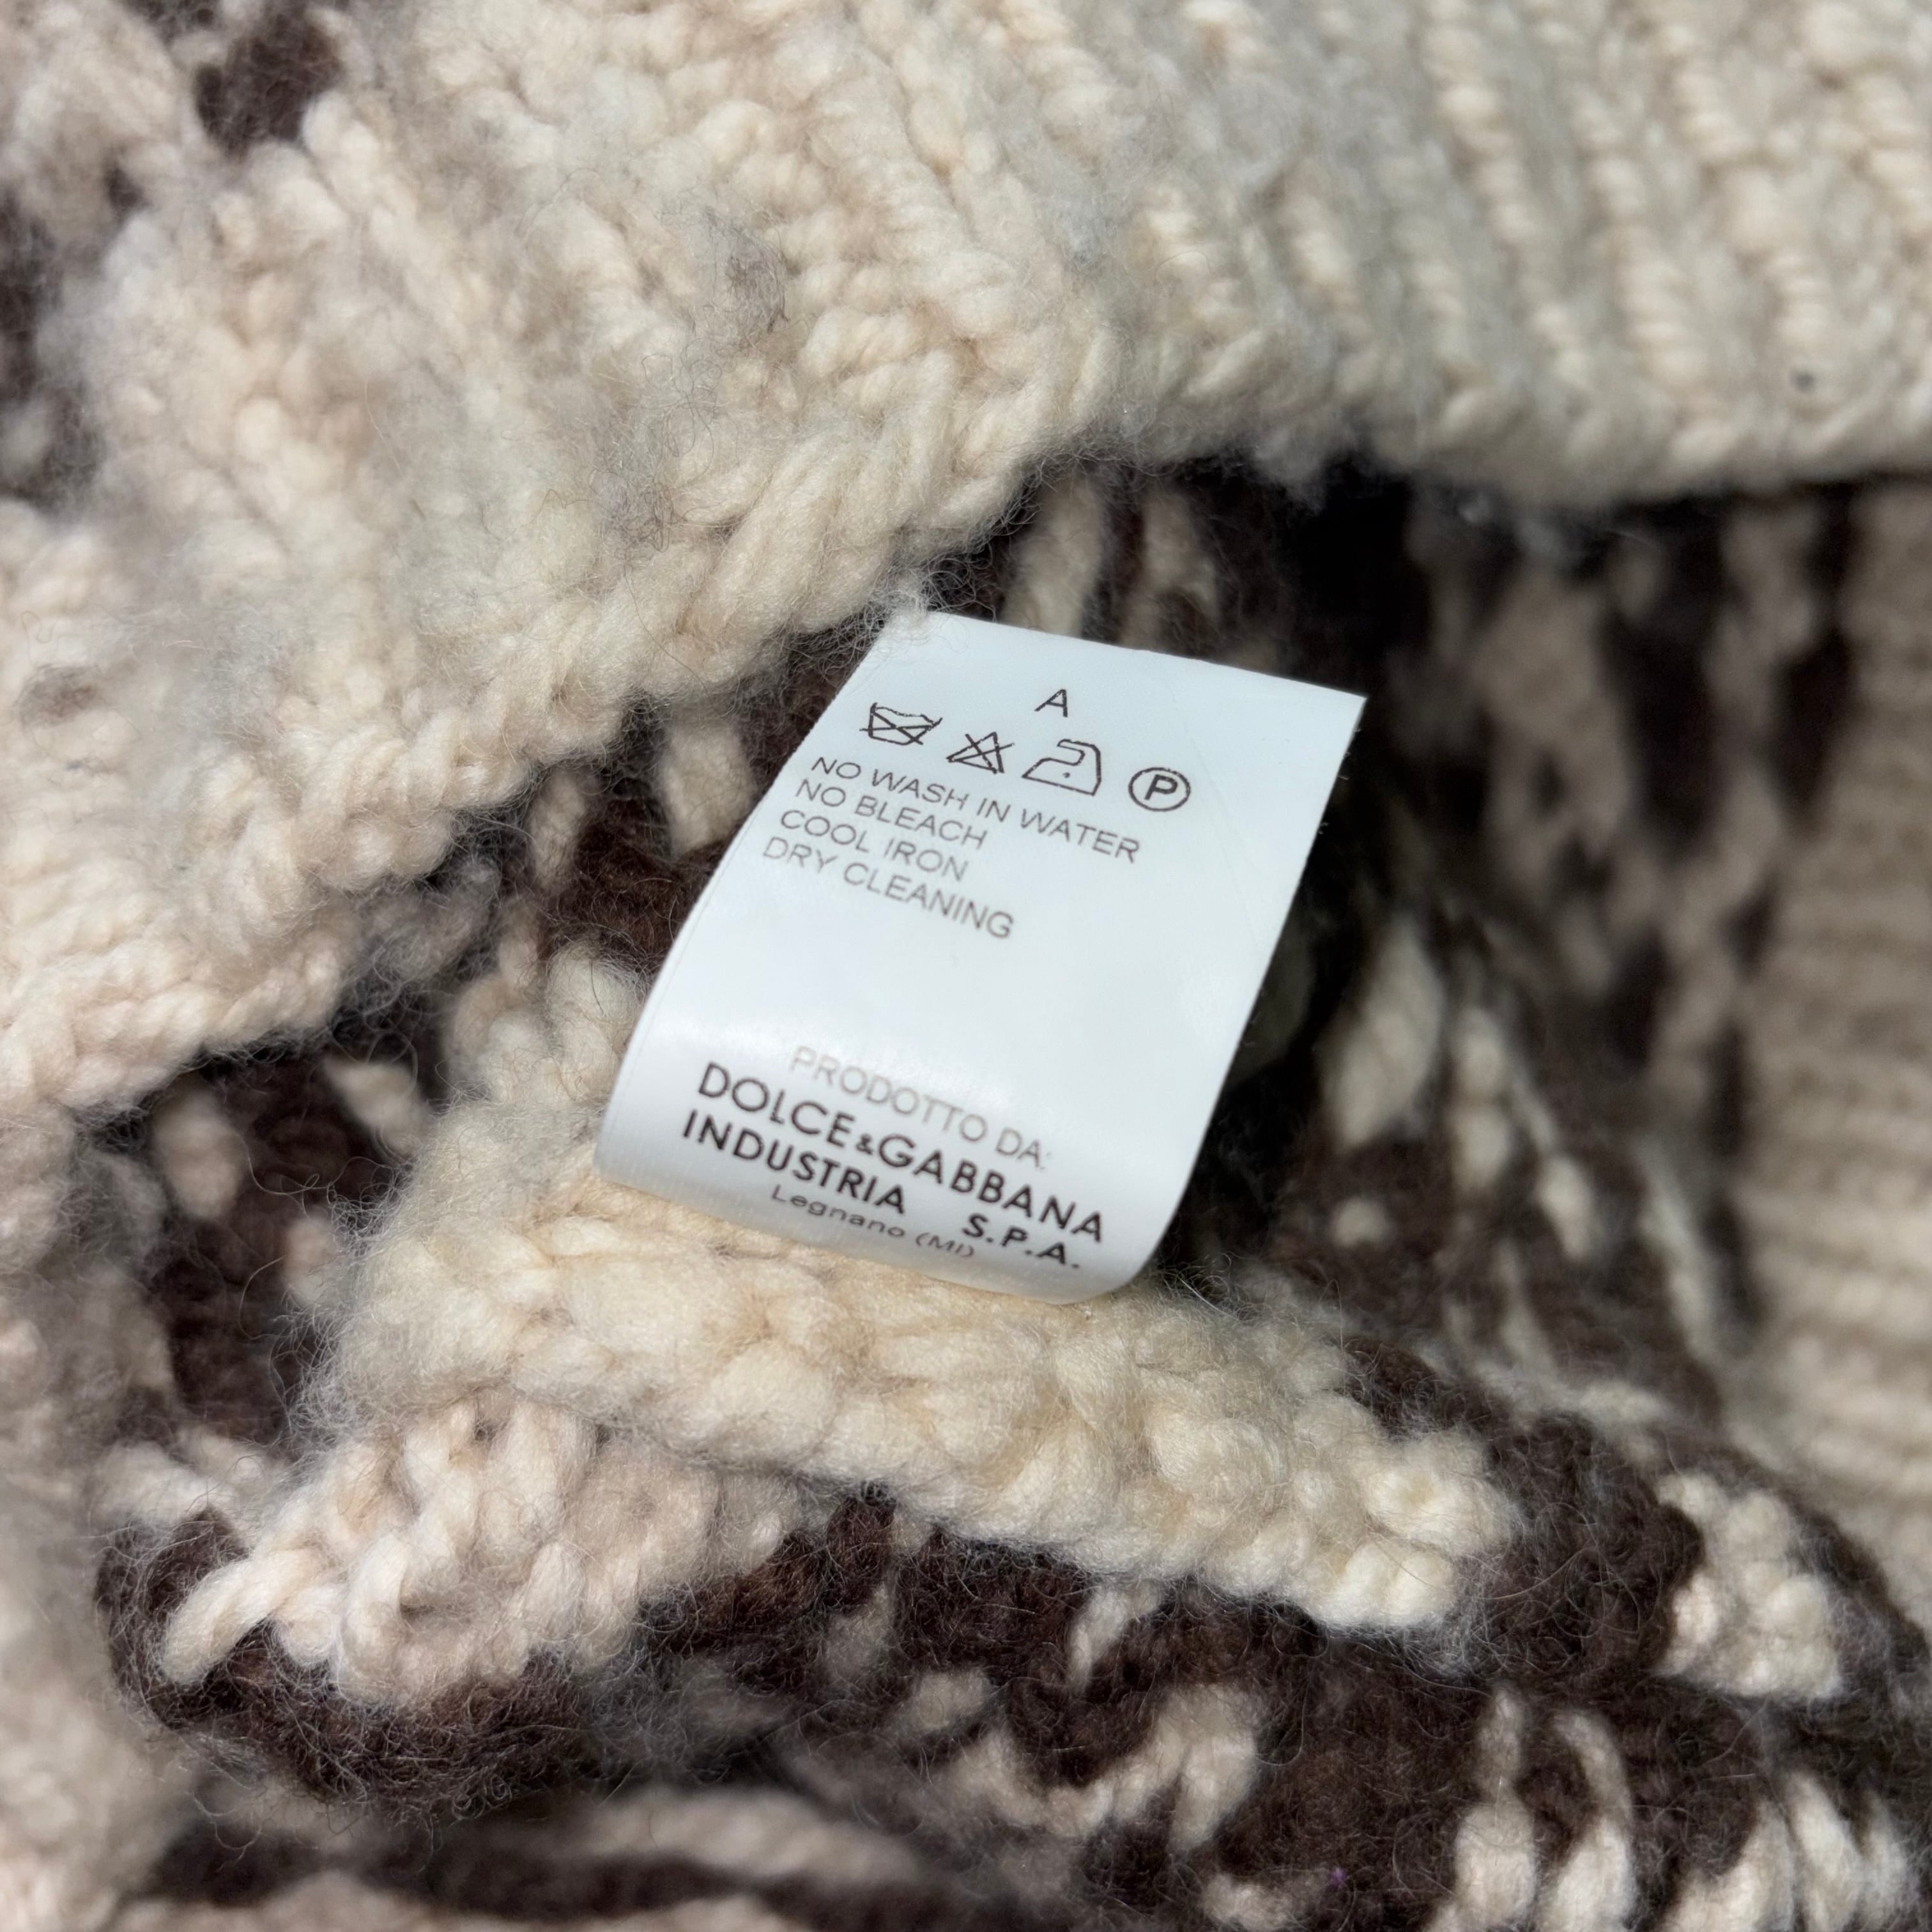 A
P
NO WASH IN WATER
NO BLEACH
COOL IRON
DRY CLEANING
PRODOTTO DA:
DOLCE&GABBANA
INDUSTRIA S.P.A.
Legnano (MI)